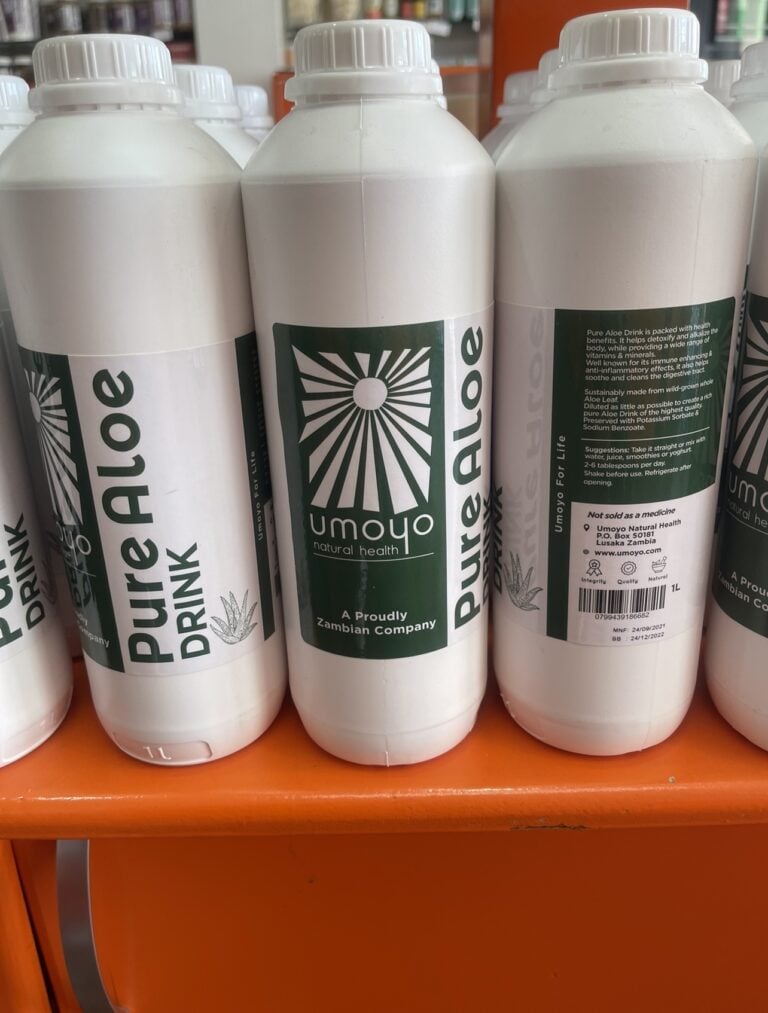 Pure
DRINK
umoyo
Company
Pure Aloe
DRINK
Umoyo For Life
1L
umoyo
natural health
A Proudly
Zambian Company
Pure Aloe
DRINK
DRINK
Umoyo For Life
Pure Aloe Drink is packed with health
benefits. It helps detoxify and alkalize the
body, while providing a wide range of
vitamins & minerals.
Well known for its immune enhancing &
anti-inflammatory effects, it also helps
soothe and cleans the digestive tract.
Sustainably made from wild-grown whole
Aloe Leaf.
Diluted as little as possible to create a rich
pure Aloe Drink of the highest quality.
Preserved with Potassium Sorbate &
Sodium Benzoate.
Suggestions: Take it straight or mix with
water, juice, smoothies or yoghurt.
2-6 tablespoons per day.
Shake before use. Refrigerate after
opening.
Not sold as a medicine
Umoyo Natural Health
P.O. Box 50181
Lusaka Zambia
www.umoyo.com
Integrity Quality Natural
1L
0799439186682
MNF: 24/09/2021
BB : 24/12/2022
umo
natural health
A Proudly
Zambian Co